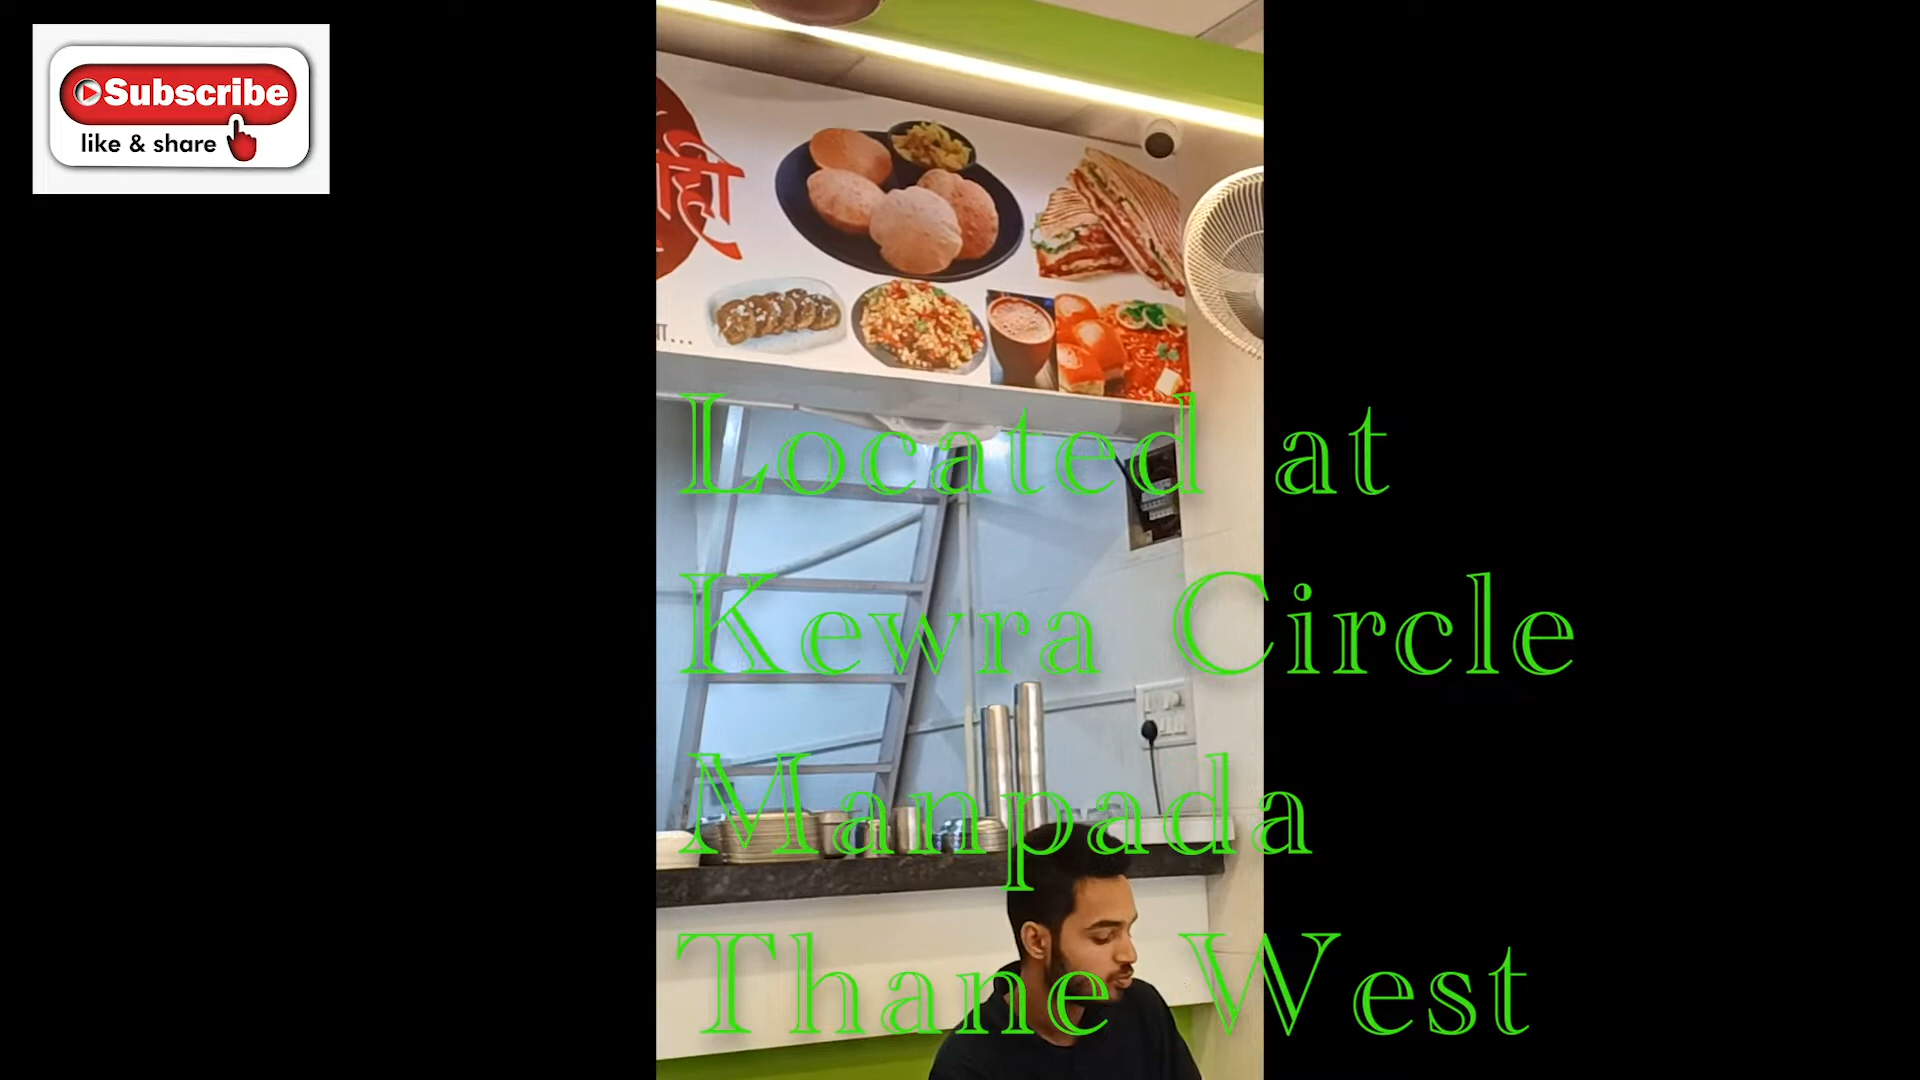 Subscribe
like & share
Located at
Kewra Circle
Manpada
Thane West